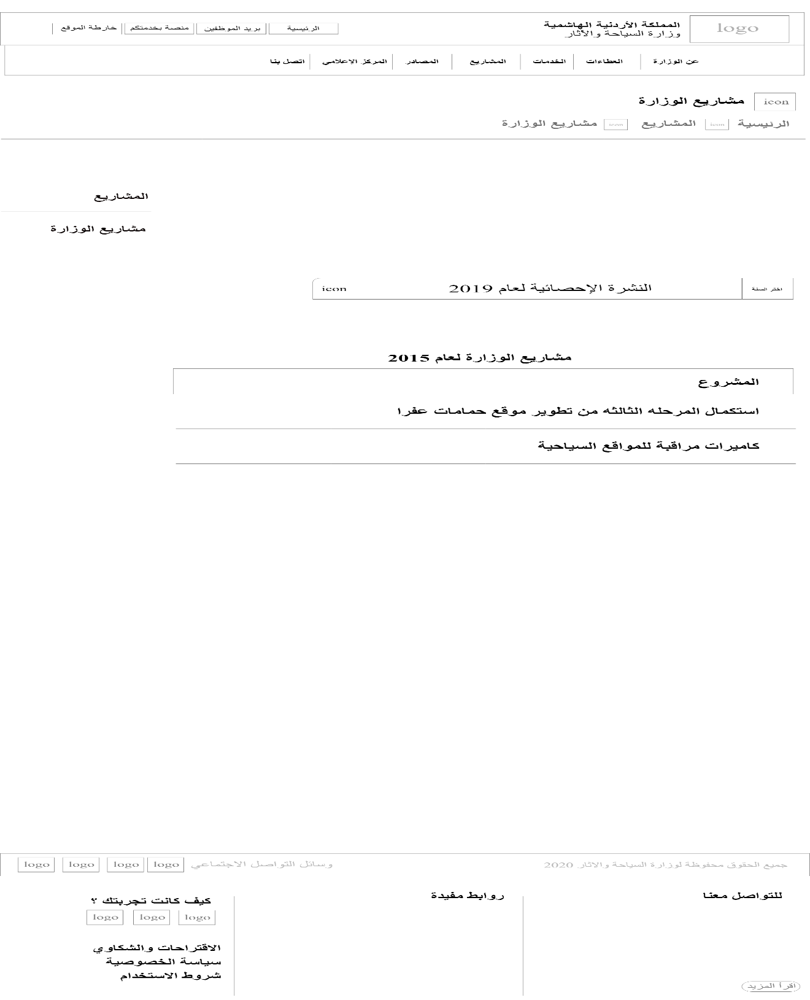 logo
المملكة الأردنية الهاشمية
وزارة السياحة والآثار
الرئيسية
بريد الموظفين
منصة بخدمتكم
خارطة الموقع
عن الوزارة
العطاءات
الخدمات
المشاريع
المصادر
المركز الاعلامي
اتصل بنا
icon مشاريع الوزارة
الرئيسية icon المشاريع icon مشاريع الوزارة
المشاريع
مشاريع الوزارة
اختر السنة
النشرة الإحصائية لعام 2019
icon
مشاريع الوزارة لعام 2015
المشروع
استكمال المرحله الثالثه من تطوير موقع حمامات عفرا
كاميرات مراقبة للمواقع السياحية
جميع الحقوق محفوظة لوزارة السياحة والاثار 2020
وسائل التواصل الاجتماعي logo logo logo logo
للتواصل معنا
اقرأ المزيد
روابط مفيدة
كيف كانت تجربتك ؟
logo logo logo
الاقتراحات والشكاوي
سياسة الخصوصية
شروط الاستخدام